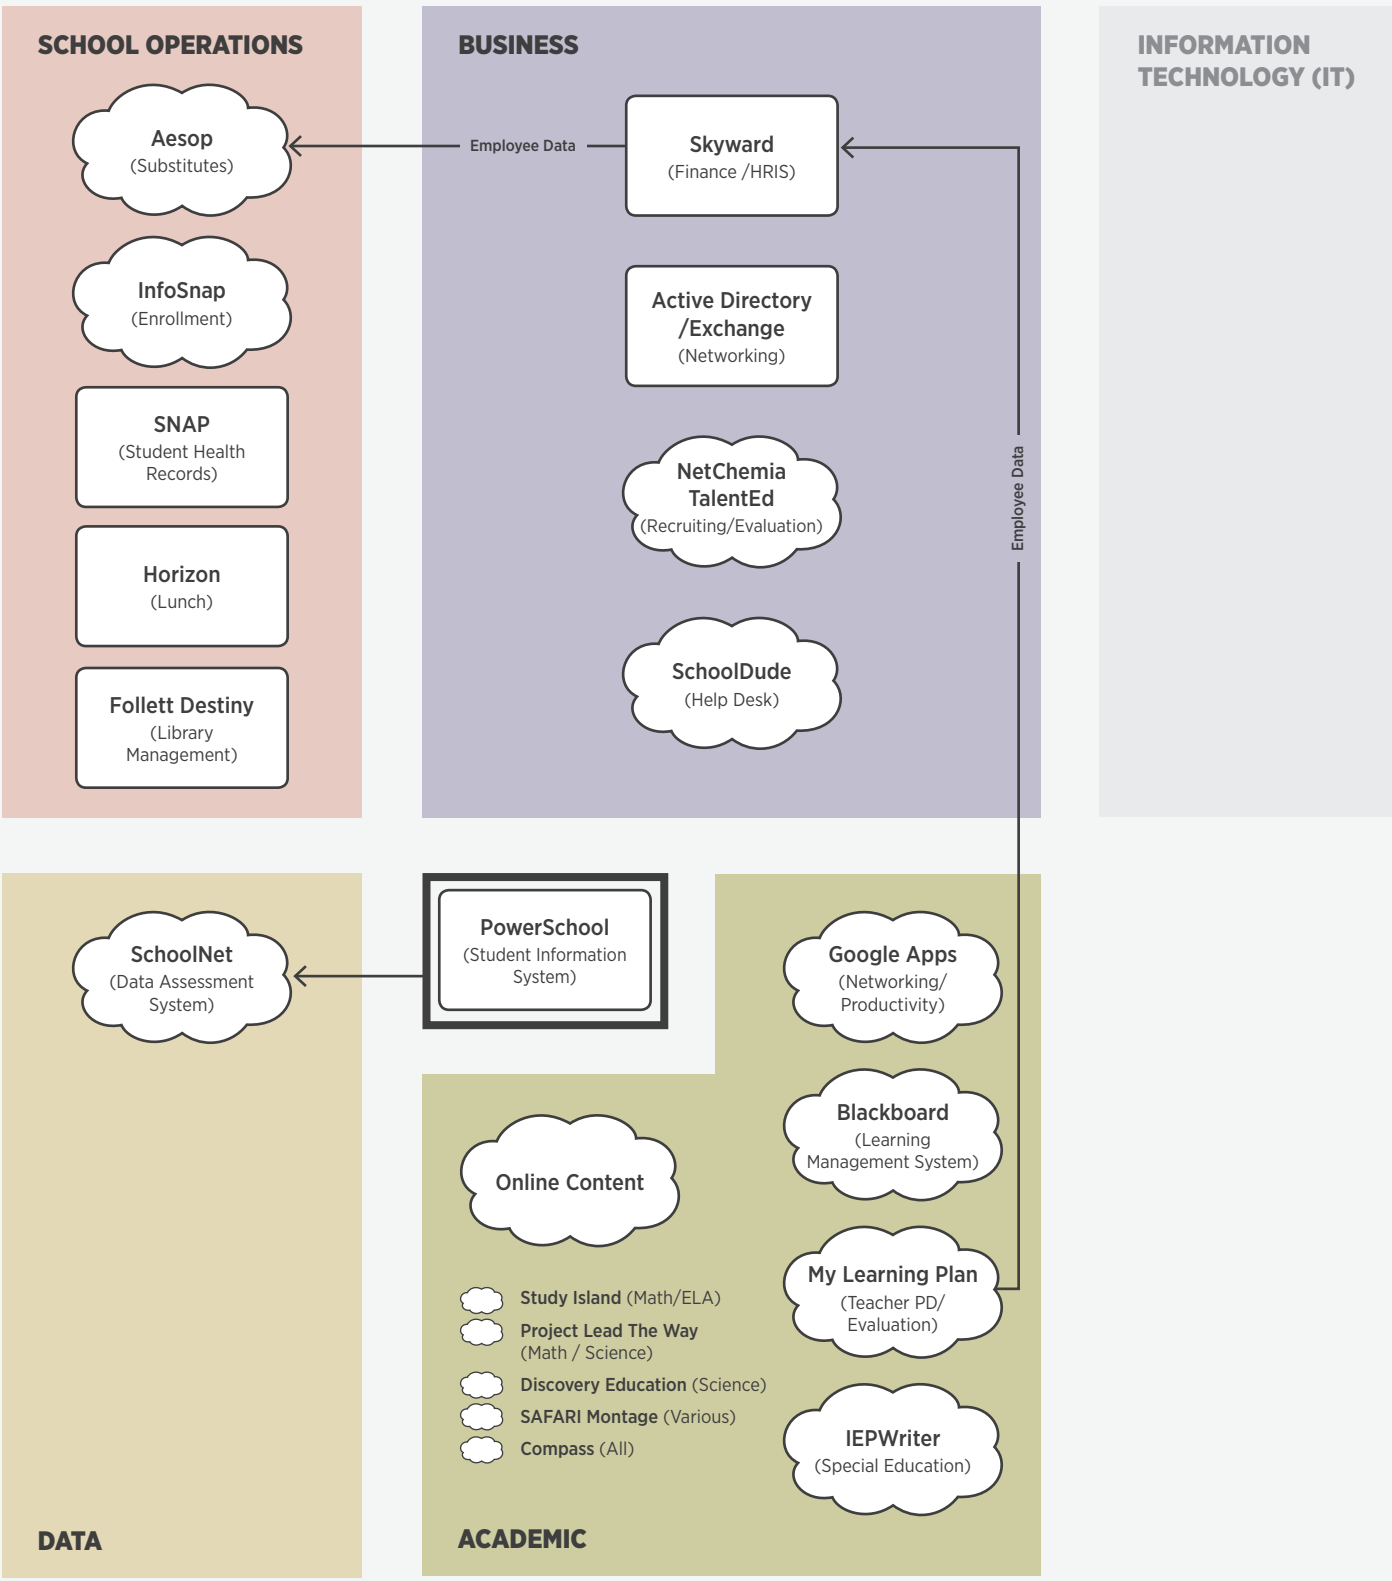 SCHOOL OPERATIONS
Aesop
(Substitutes)
InfoSnap
(Enrollment)
SNAP
(Student Health
Records)
Horizon
(Lunch)
Follett Destiny
(Library
Management)
BUSINESS
Employee Data
Skyward
(Finance /HRIS)
Active Directory
/Exchange
(Networking)
NetChemia
TalentEd
(Recruiting/Evaluation)
SchoolDude
(Help Desk)
Employee Data
INFORMATION
TECHNOLOGY (IT)
SchoolNet
(Data Assessment
System)
DATA
PowerSchool
(Student Information
System)
Google Apps
(Networking/
Productivity)
Blackboard
(Learning
Management System)
My Learning Plan
(Teacher PD/
Evaluation)
IEPWriter
(Special Education)
Online Content
Study Island (Math/ELA)
Project Lead The Way
(Math / Science)
Discovery Education (Science)
SAFARI Montage (Various)
Compass (All)
ACADEMIC